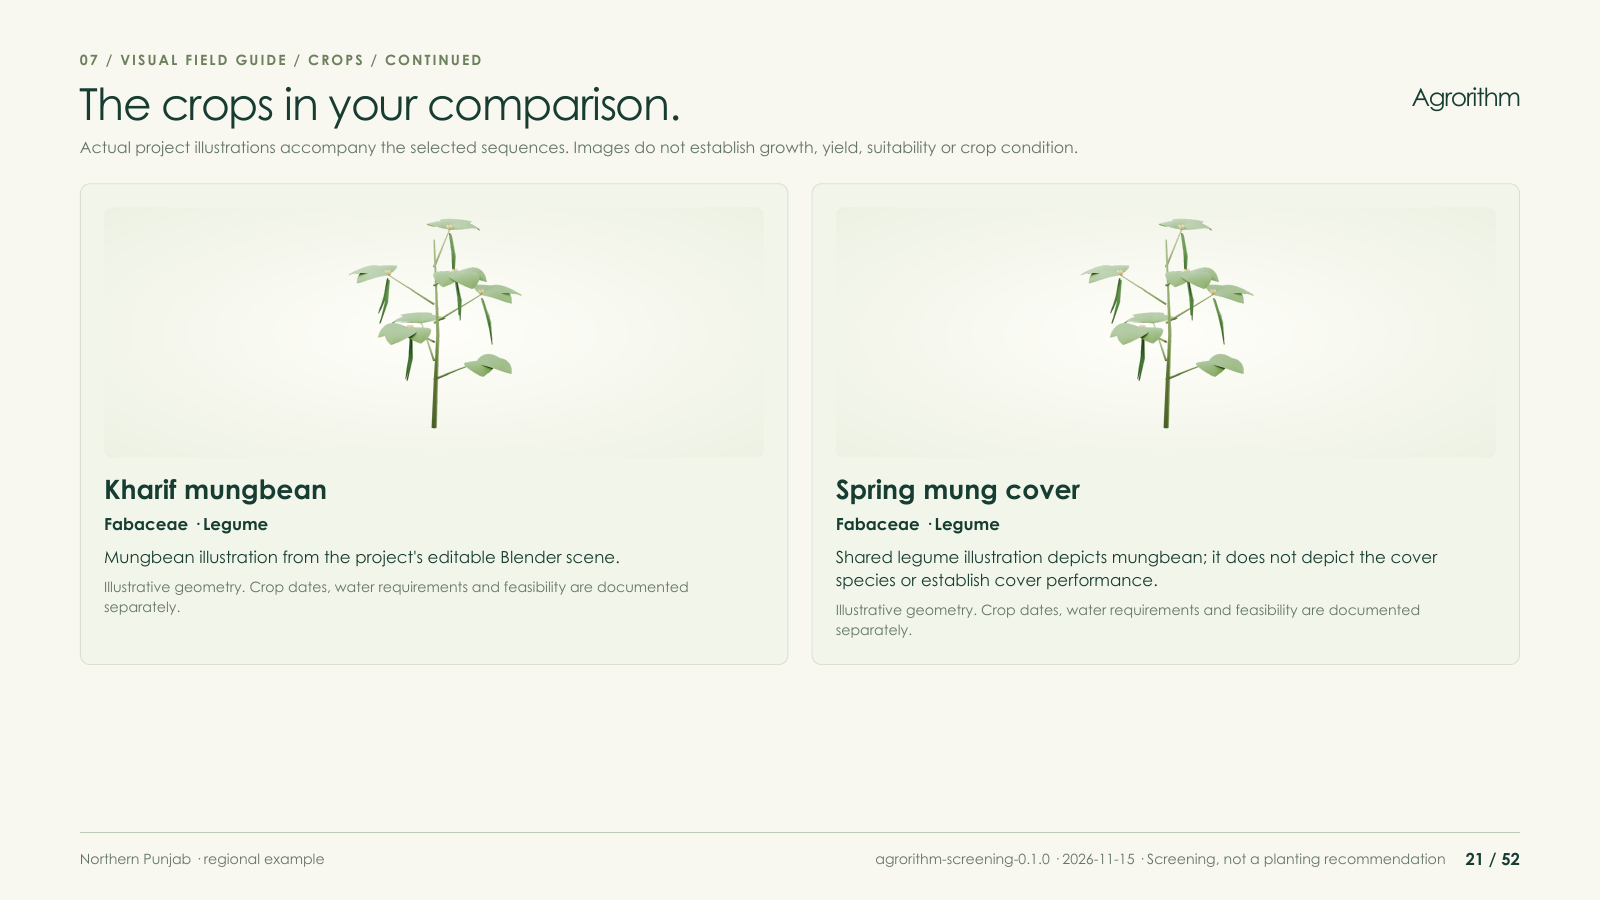 07 / VISUAL FIELD GUIDE / CROPS / CONTINUED
The crops in your comparison.
Agrorithm
Actual project illustrations accompany the selected sequences. Images do not establish growth, yield, suitability or crop condition.
Kharif mungbean
Fabaceae · Legume
Mungbean illustration from the project's editable Blender scene.
Illustrative geometry. Crop dates, water requirements and feasibility are documented
separately.
Spring mung cover
Fabaceae · Legume
Shared legume illustration depicts mungbean; it does not depict the cover
species or establish cover performance.
Illustrative geometry. Crop dates, water requirements and feasibility are documented
separately.
Northern Punjab · regional example
agrorithm-screening-0.1.0 · 2026-11-15 · Screening, not a planting recommendation 21 / 52